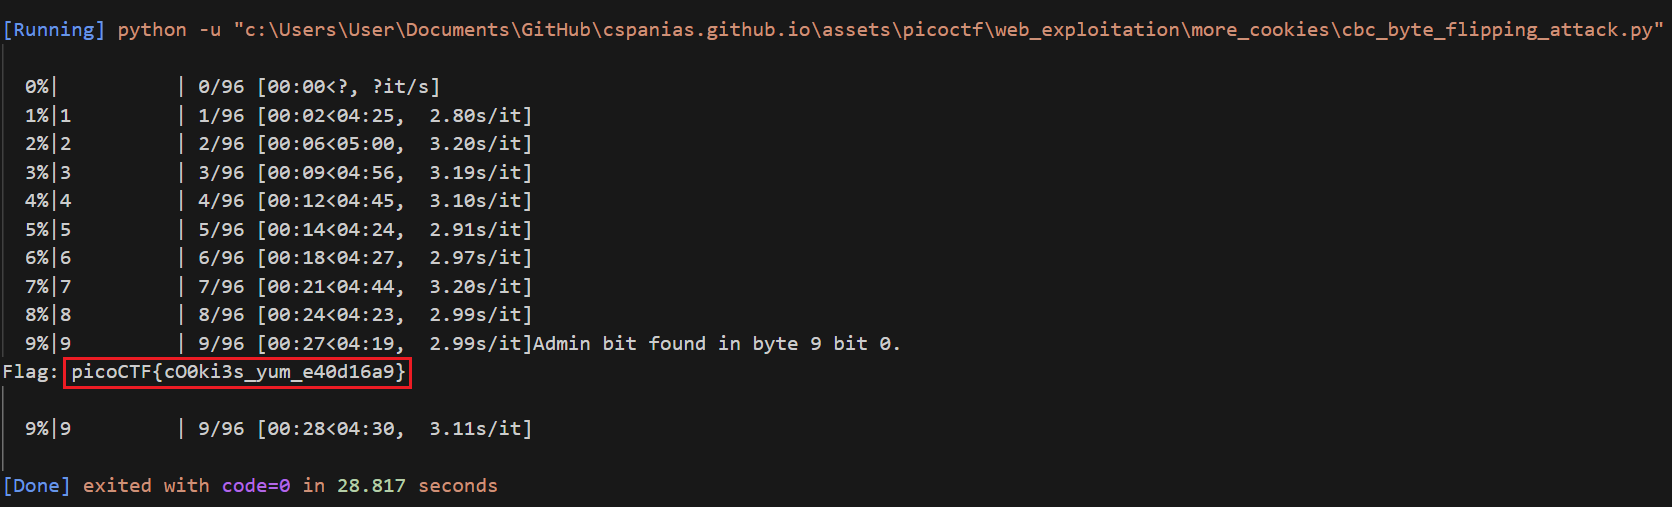 [Running] python -u "c:\Users\User\Documents\GitHub\cspanias.github.io\assets\picoctf\web_exploitation\more_cookies\cbc_byte_flipping_attack.py"
0%|          | 0/96 [00:00<?, ?it/s]
1%|1         | 1/96 [00:02<04:25,  2.80s/it]
2%|2         | 2/96 [00:06<05:00,  3.20s/it]
3%|3         | 3/96 [00:09<04:56,  3.19s/it]
4%|4         | 4/96 [00:12<04:45,  3.10s/it]
5%|5         | 5/96 [00:14<04:24,  2.91s/it]
6%|6         | 6/96 [00:18<04:27,  2.97s/it]
7%|7         | 7/96 [00:21<04:44,  3.20s/it]
8%|8         | 8/96 [00:24<04:23,  2.99s/it]
9%|9         | 9/96 [00:27<04:19,  2.99s/it]Admin bit found in byte 9 bit 0.
Flag: picoCTF{cO0ki3s_yum_e40d16a9}
9%|9         | 9/96 [00:28<04:30,  3.11s/it]
[Done] exited with code=0 in 28.817 seconds